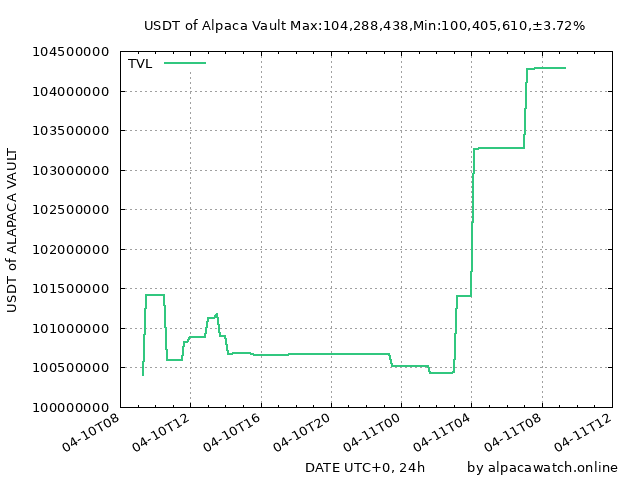 USDT of Alpaca Vault Max:104,288,438,Min:100,405,610,±3.72%
TVL
104500000
104000000
103500000
103000000
102500000
102000000
101500000
101000000
100500000
100000000
USDT of ALAPACA VAULT
04-10T08
04-10T12
04-10T16
04-10T20
04-11T00
04-11T04
04-11T08
04-11T12
DATE UTC+0, 24h
by alpacawatch.online